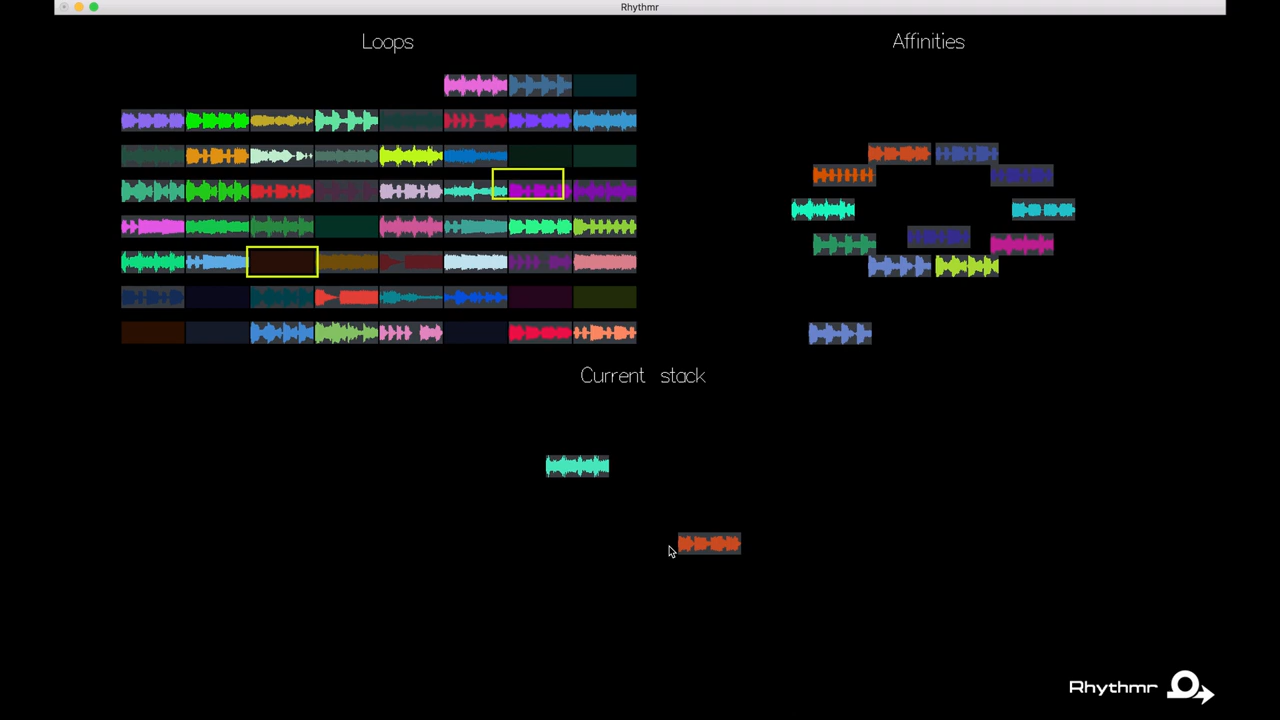 Rhythmr
Loops
Affinities
Current stack
Rhythmr